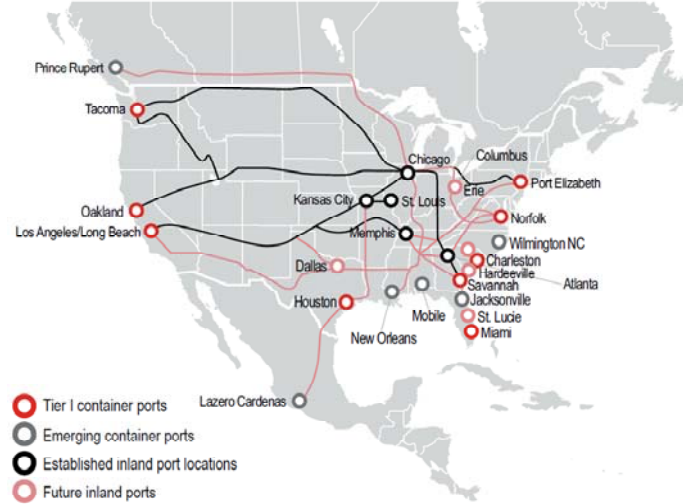 Prince Rupert
Tacoma
Chicago
Columbus
Erie
Port Elizabeth
Kansas City
St. Louis
Oakland
Norfolk
Los Angeles/Long Beach
Memphis
Wilmington NC
Dallas
Charleston
Hardeeville
Atlanta
Savannah
Houston
Jacksonville
Mobile
St. Lucie
New Orleans
Miami
Lazero Cardenas
Tier I container ports
Emerging container ports
Established inland port locations
Future inland ports